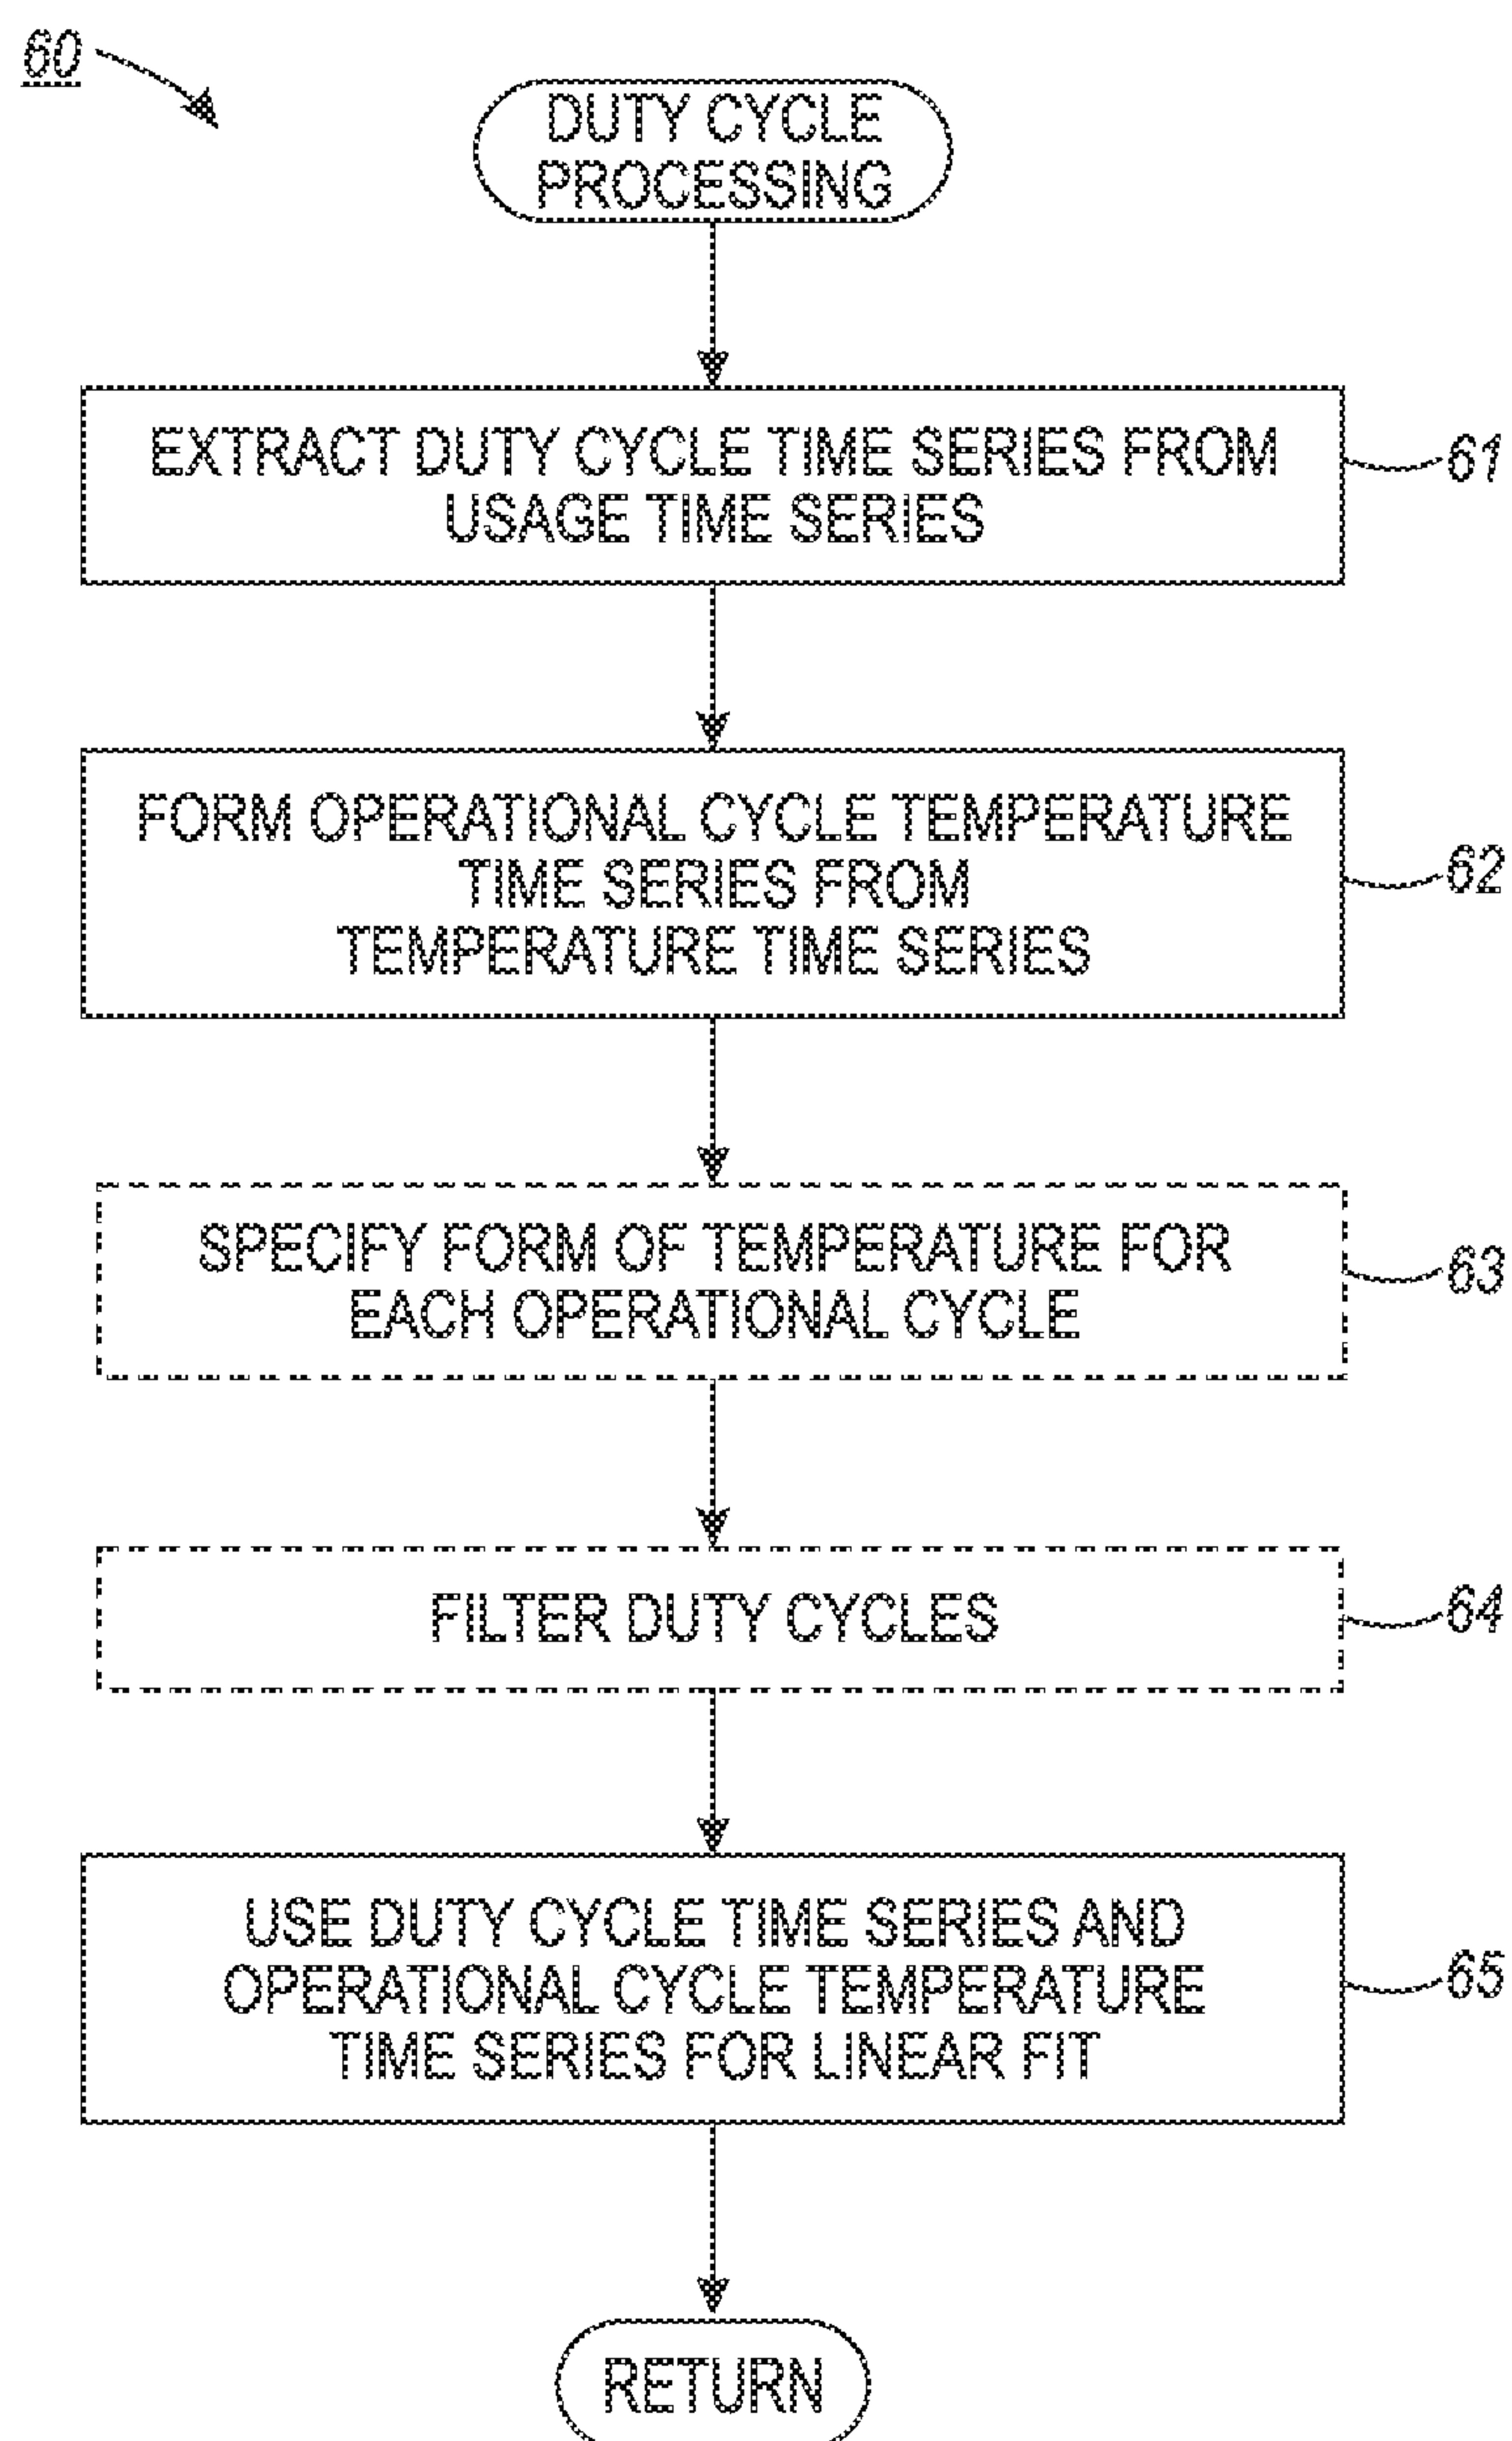 60
DUTY CYCLE
PROCESSING
EXTRACT DUTY CYCLE TIME SERIES FROM
USAGE TIME SERIES
61
FORM OPERATIONAL CYCLE TEMPERATURE
TIME SERIES FROM
TEMPERATURE TIME SERIES
62
SPECIFY FORM OF TEMPERATURE FOR
EACH OPERATIONAL CYCLE
63
FILTER DUTY CYCLES
64
USE DUTY CYCLE TIME SERIES AND
OPERATIONAL CYCLE TEMPERATURE
TIME SERIES FOR LINEAR FIT
65
RETURN